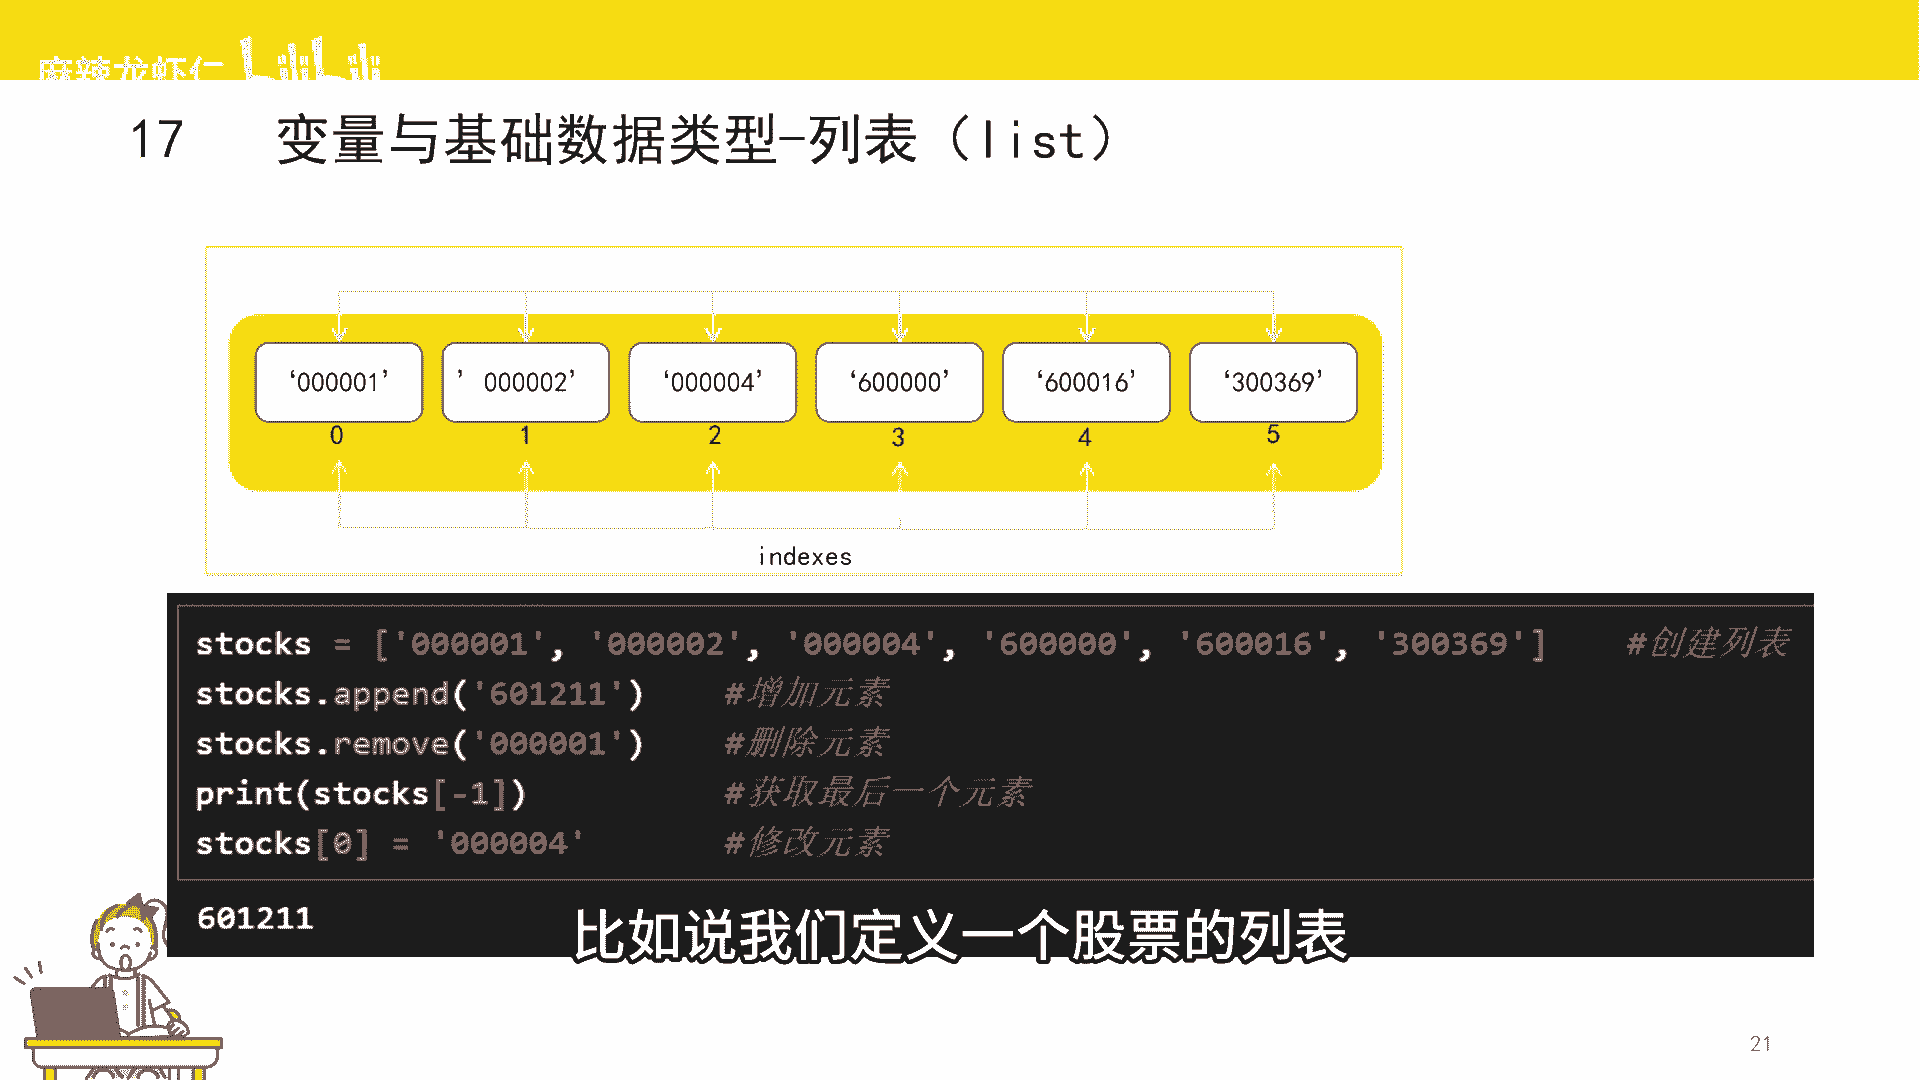 麻辣龙虾仁 bilibili
17 变量与基础数据类型-列表（list）
‘000001’ ’ 000002’ ‘000004’ ‘600000’ ‘600016’ ‘300369’
0 1 2 3 4 5
indexes
stocks = ['000001', '000002', '000004', '600000', '600016', '300369'] #创建列表
stocks.append('601211') #增加元素
stocks.remove('000001') #删除元素
print(stocks[-1]) #获取最后一个元素
stocks[0] = '000004' #修改元素
601211
比如说我们定义一个股票的列表
21